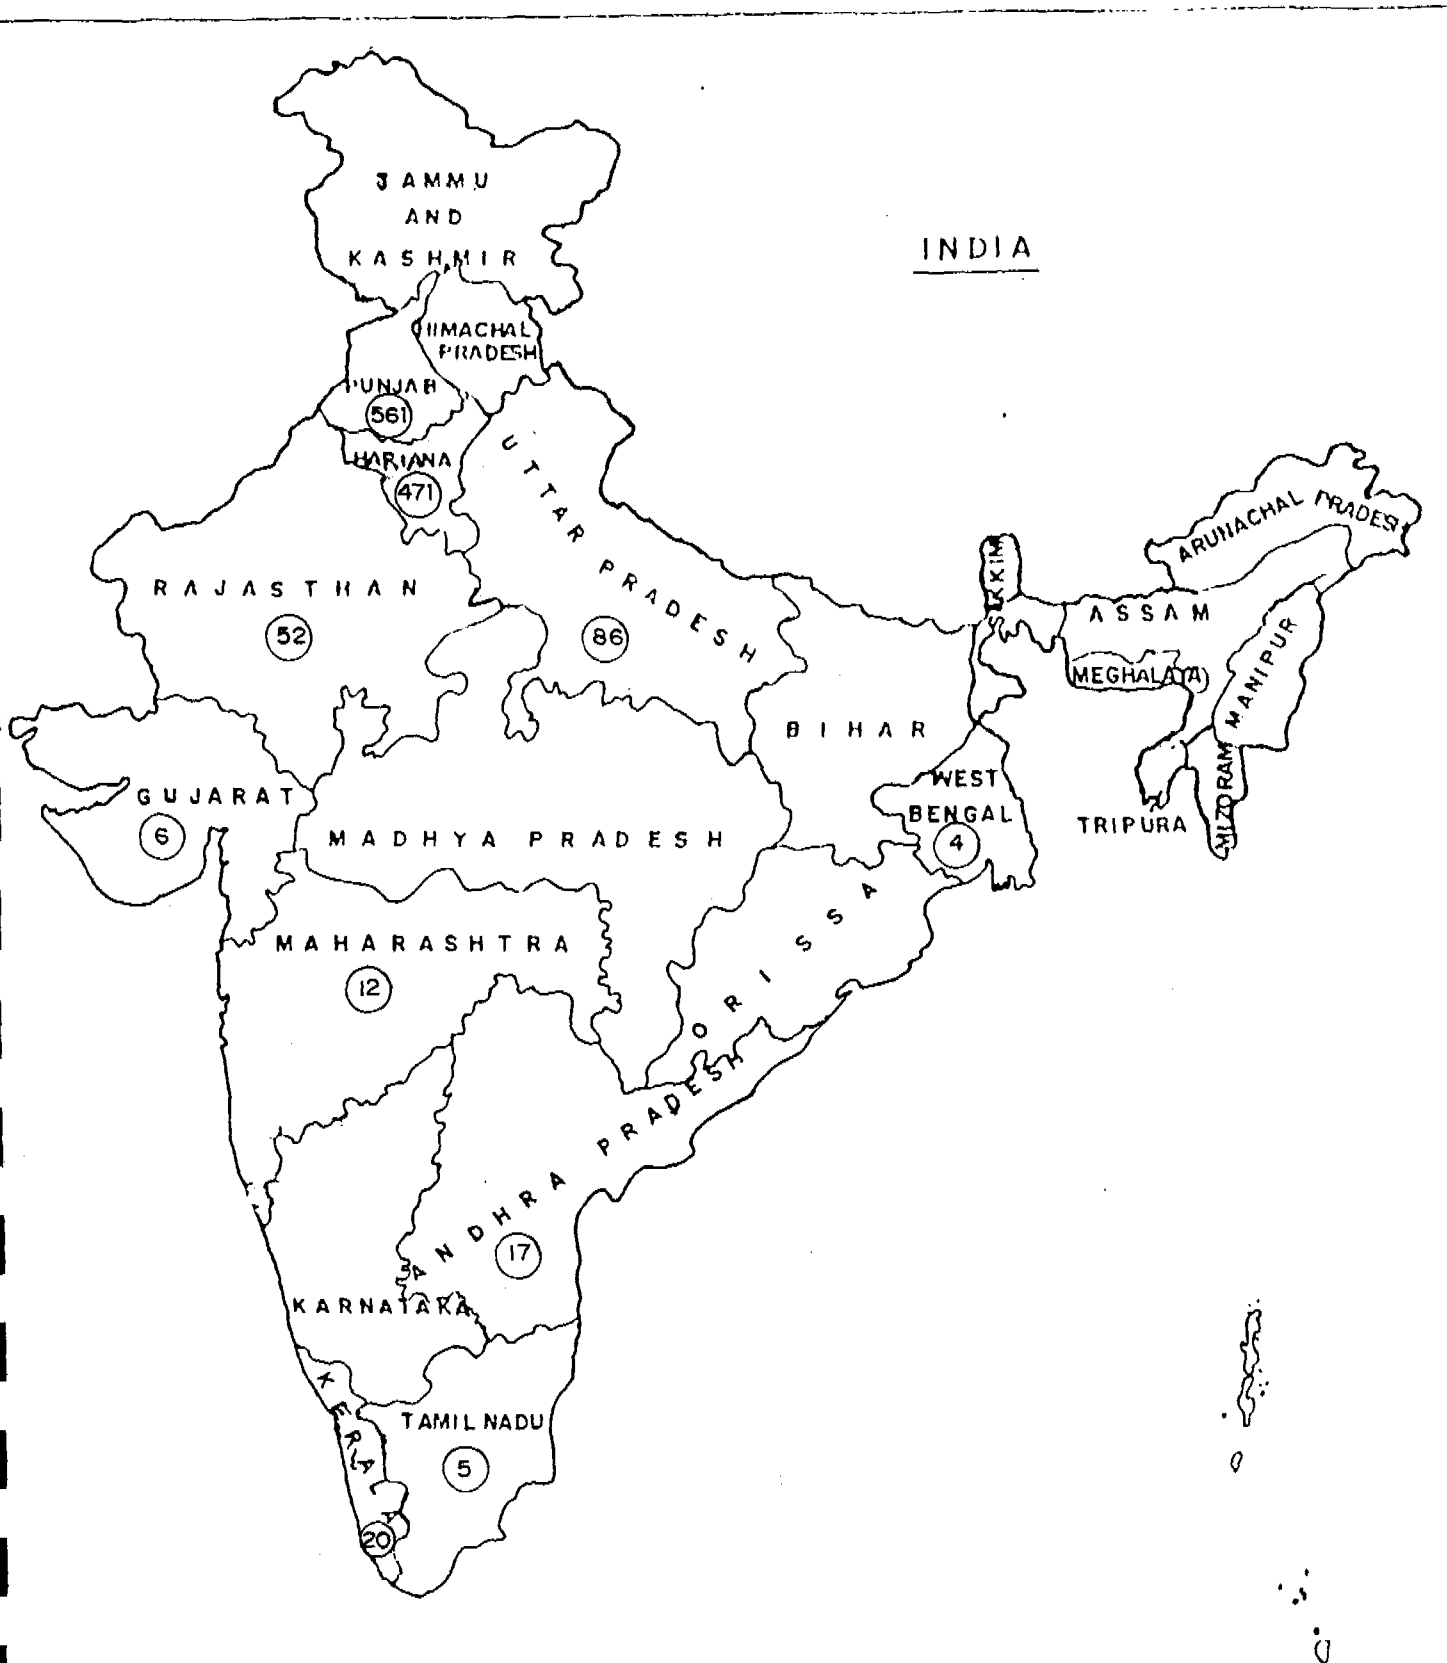 JAMMU
AND
KASHMIR
INDIA
HIMACHAL
PRADESH
PUNJAB
561
HARIANA
471
UTTAR PRADESH
86
RAJASTHAN
52
SIKKIM
ARUNACHAL PRADESH
ASSAM
MEGHALAYA
MANIPUR
MIZORAM
TRIPURA
BIHAR
WEST
BENGAL
4
GUJARAT
6
MADHYA PRADESH
ORISSA
MAHARASHTRA
12
ANDHRA PRADESH
17
KARNATAKA
KERALA
20
TAMIL NADU
5